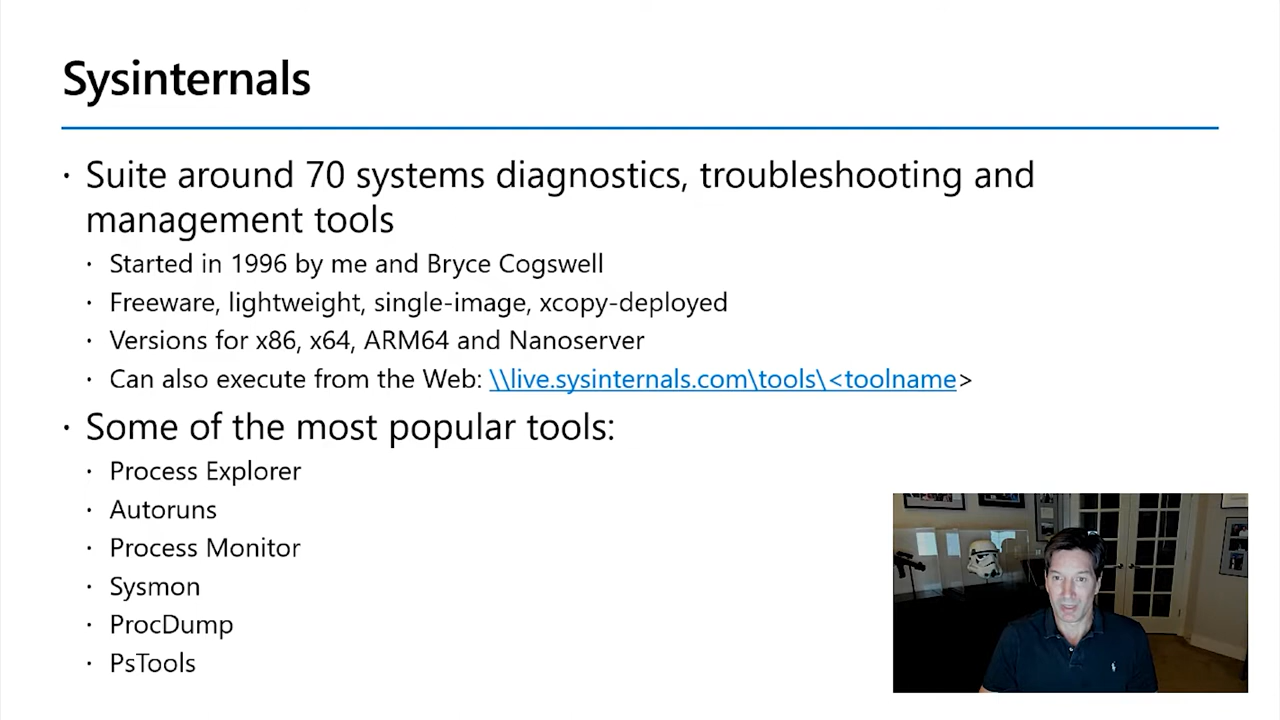 Sysinternals
· Suite around 70 systems diagnostics, troubleshooting and
management tools
· Started in 1996 by me and Bryce Cogswell
· Freeware, lightweight, single-image, xcopy-deployed
· Versions for x86, x64, ARM64 and Nanoserver
· Can also execute from the Web: \\live.sysinternals.com\tools\<toolname>
· Some of the most popular tools:
· Process Explorer
· Autoruns
· Process Monitor
· Sysmon
· ProcDump
· PsTools